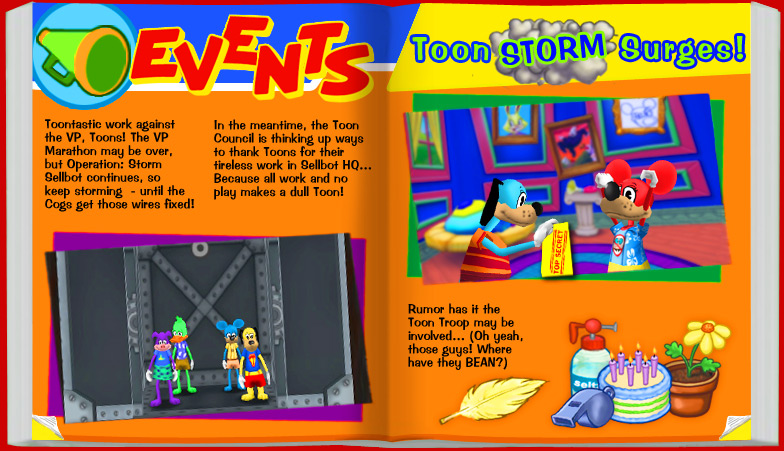 EVENTS
Toontastic work against
the VP, Toons! The VP
Marathon may be over,
but Operation: Storm
Sellbot continues, so
keep storming - until the
Cogs get those wires fixed!
In the meantime, the Toon
Council is thinking up ways
to thank Toons for their
tireless work in Sellbot HQ...
Because all work and no
play makes a dull Toon!
Toon STORM Surges!
TOP SECRET
Rumor has it the
Toon Troop may be
involved... (Oh yeah,
those guys! Where
have they BEAN?)